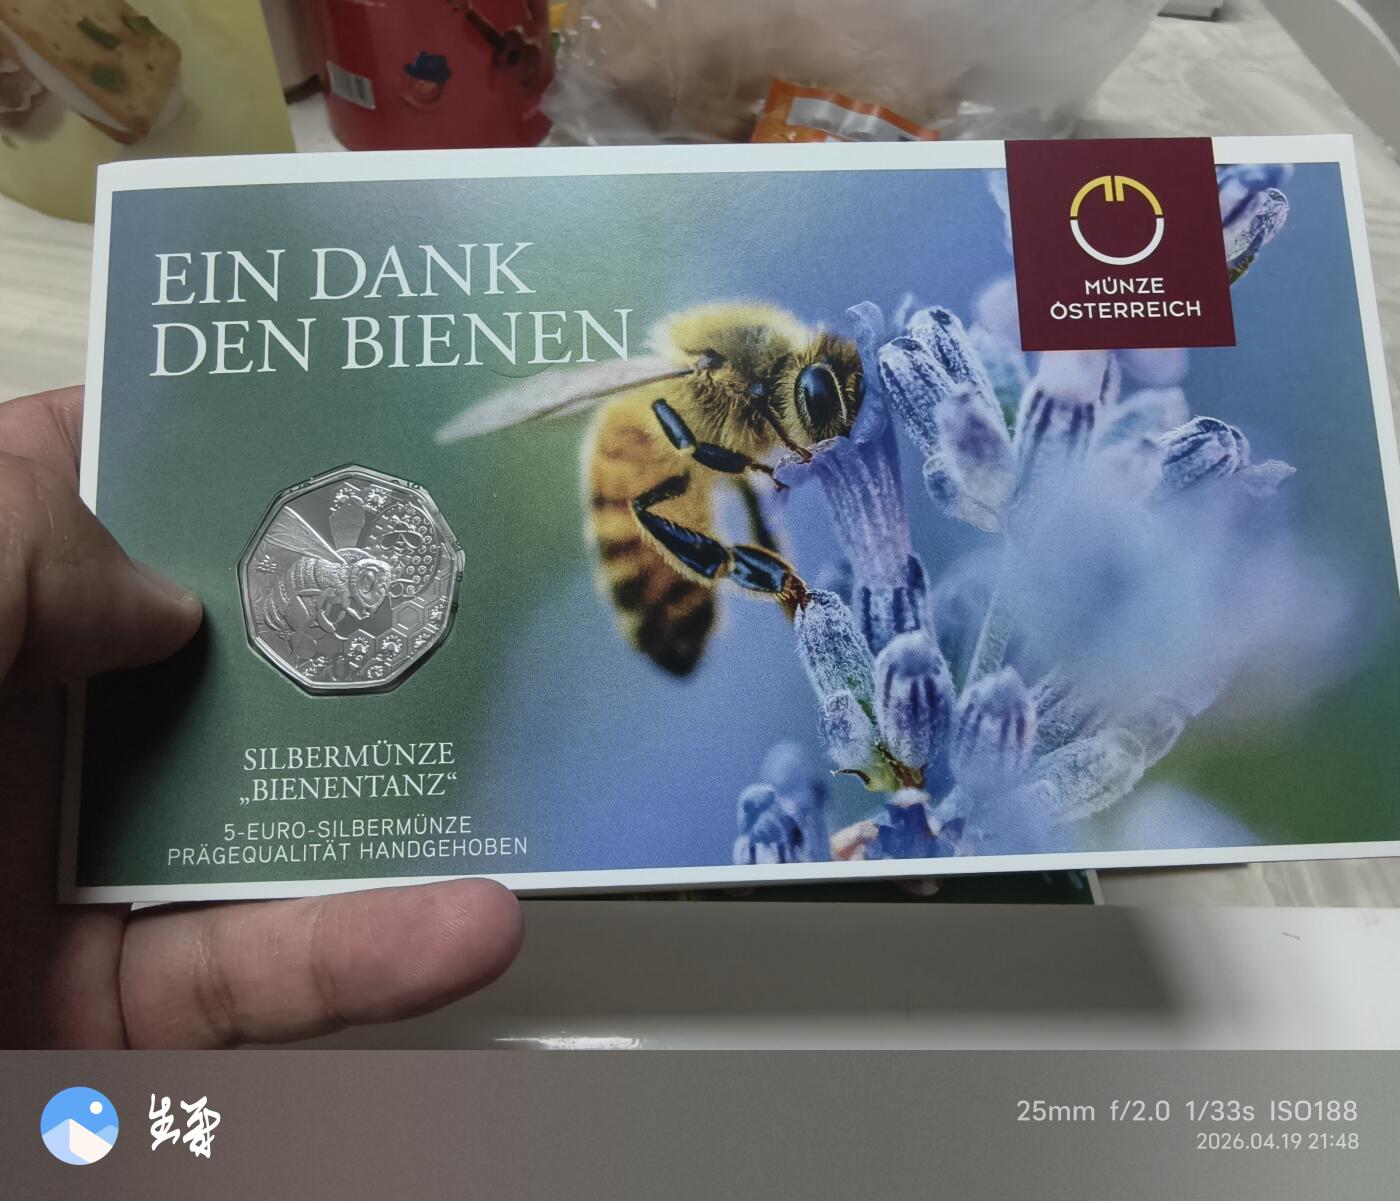 EIN DANK
DEN BIENEN
MÜNZE
ÖSTERREICH
SILBERMÜNZE
„BIENENTANZ“
5-EURO-SILBERMÜNZE
PRÄGEQUALITÄT HANDGEHOBEN
25mm f/2.0 1/33s ISO188
2026.04.19 21:48